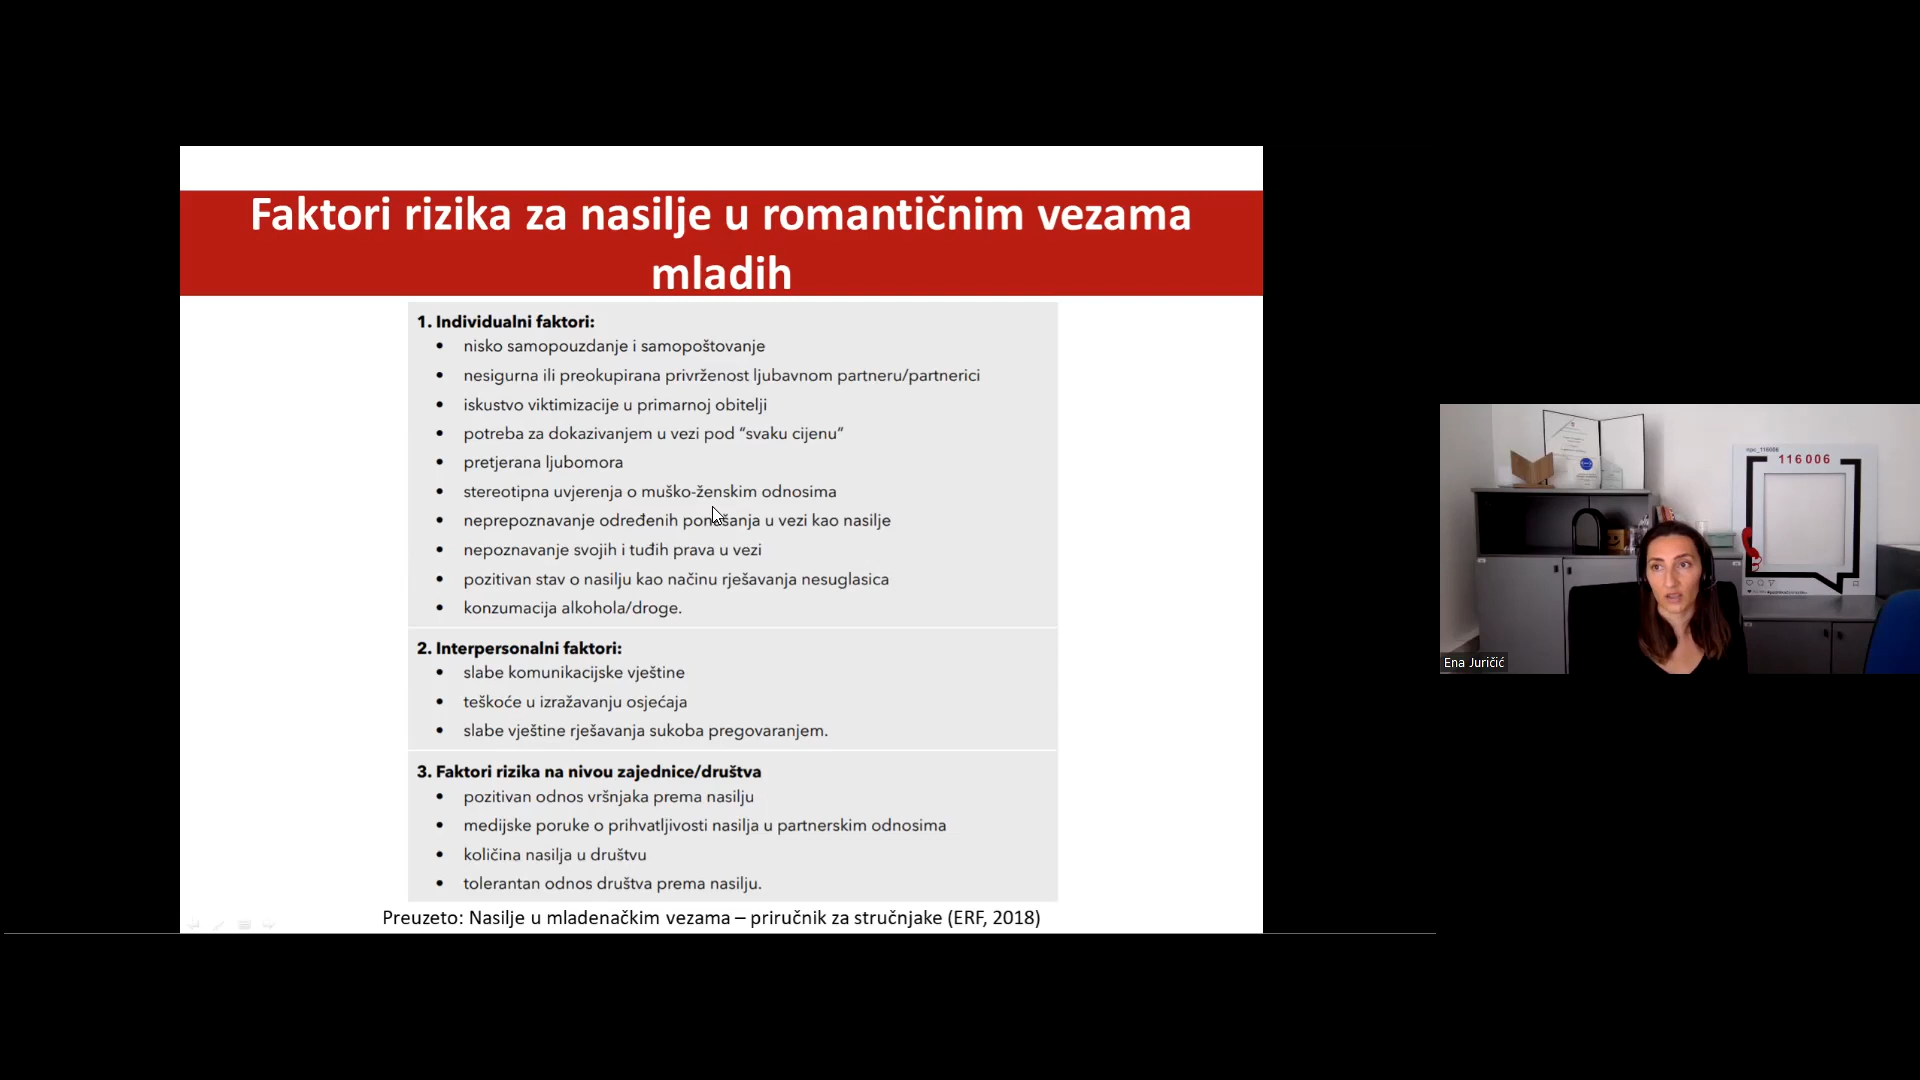 Faktori rizika za nasilje u romantičnim vezama
mladih
1. Individualni faktori:
• nisko samopouzdanje i samopoštovanje
• nesigurna ili preokupirana privrženost ljubavnom partneru/partnerici
• iskustvo viktimizacije u primarnoj obitelji
• potreba za dokazivanjem u vezi pod “svaku cijenu”
• pretjerana ljubomora
• stereotipna uvjerenja o muško-ženskim odnosima
• neprepoznavanje određenih ponašanja u vezi kao nasilje
• nepoznavanje svojih i tuđih prava u vezi
• pozitivan stav o nasilju kao načinu rješavanja nesuglasica
• konzumacija alkohola/droge.
2. Interpersonalni faktori:
• slabe komunikacijske vještine
• teškoće u izražavanju osjećaja
• slabe vještine rješavanja sukoba pregovaranjem.
3. Faktori rizika na nivou zajednice/društva
• pozitivan odnos vršnjaka prema nasilju
• medijske poruke o prihvatljivosti nasilja u partnerskim odnosima
• količina nasilja u društvu
• tolerantan odnos društva prema nasilju.
Preuzeto: Nasilje u mladenačkim vezama – priručnik za stručnjake (ERF, 2018)
116 006
Ena Juričić